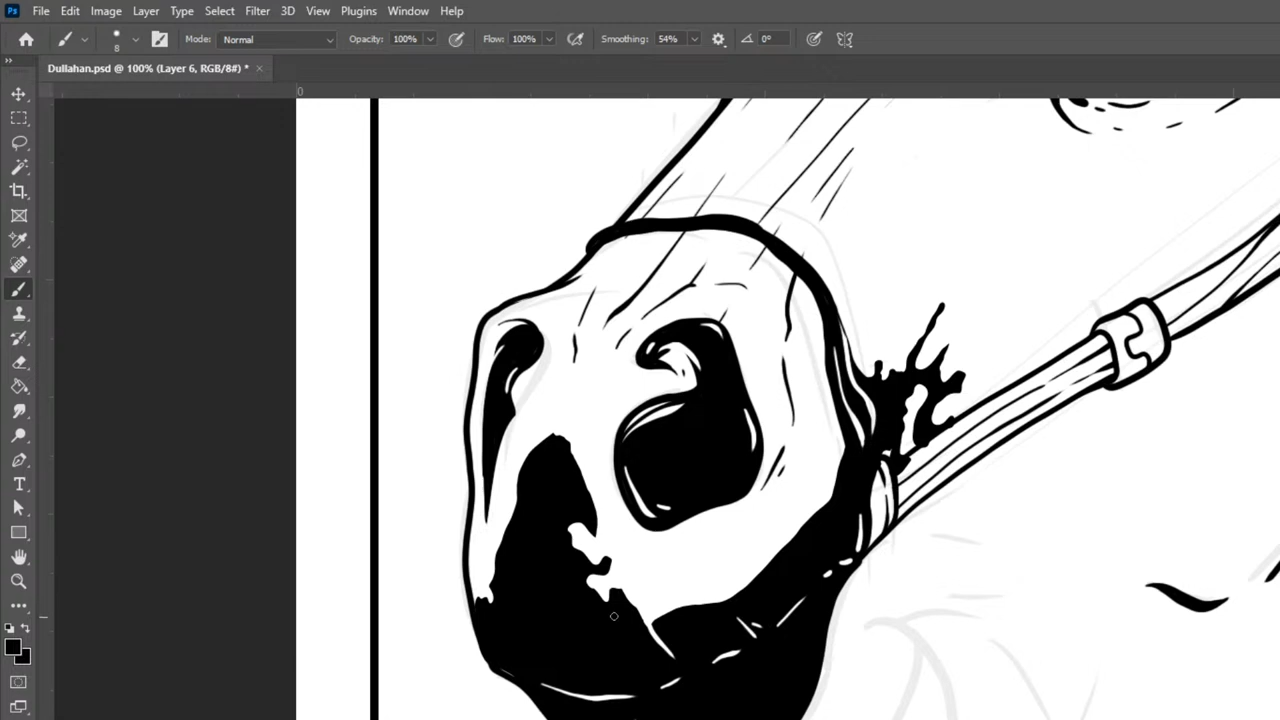 Ps File Edit Image Layer Type Select Filter 3D View Plugins Window Help
8 Mode: Normal Opacity: 100% Flow: 100% Smoothing: 54% 0°
Dullahan.psd @ 100% (Layer 6, RGB/8#) * ×
0